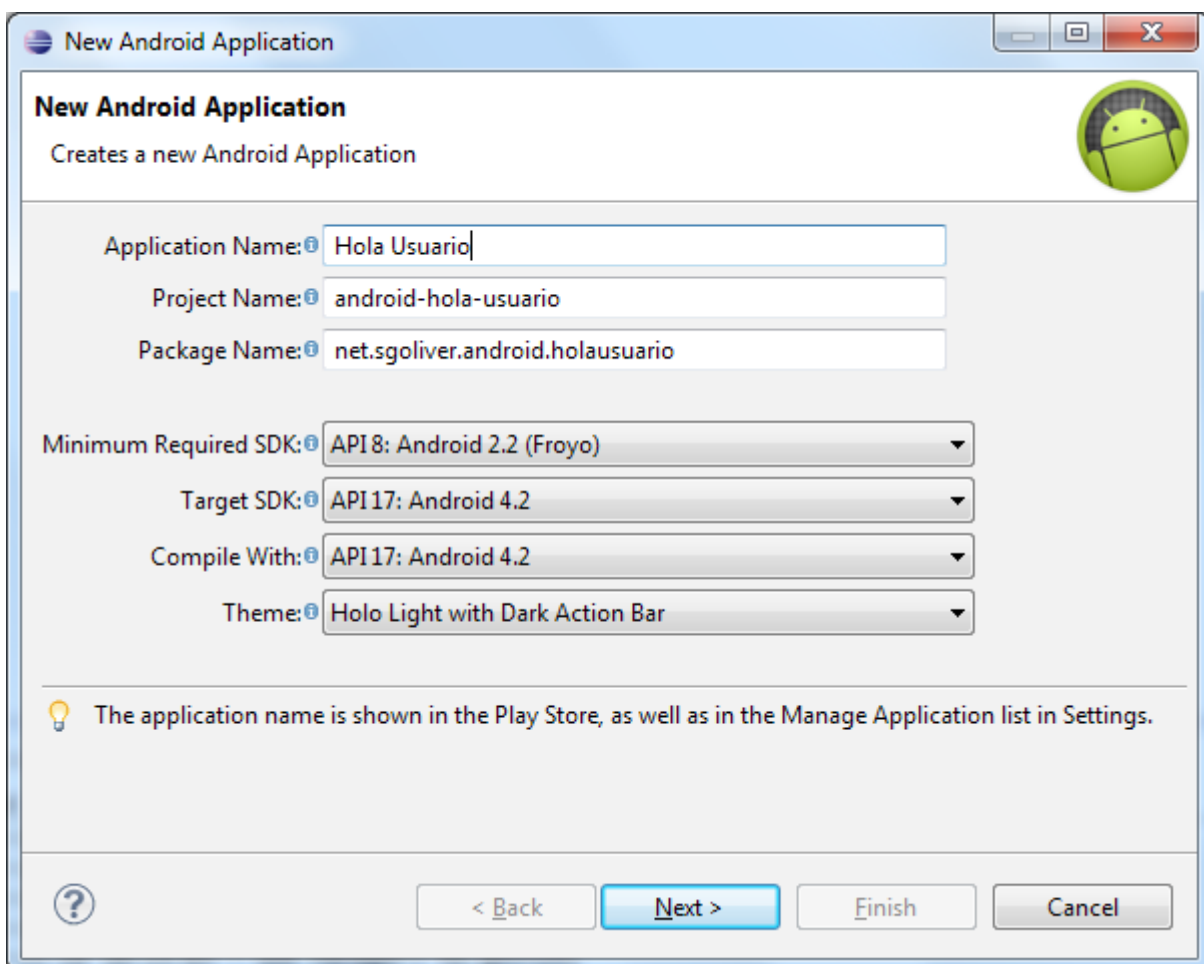 New Android Application
New Android Application
Creates a new Android Application
Application Name: Hola Usuario
Project Name: android-hola-usuario
Package Name: net.sgoliver.android.holausuario
Minimum Required SDK: API 8: Android 2.2 (Froyo)
Target SDK: API 17: Android 4.2
Compile With: API 17: Android 4.2
Theme: Holo Light with Dark Action Bar
The application name is shown in the Play Store, as well as in the Manage Application list in Settings.
? < Back Next > Finish Cancel